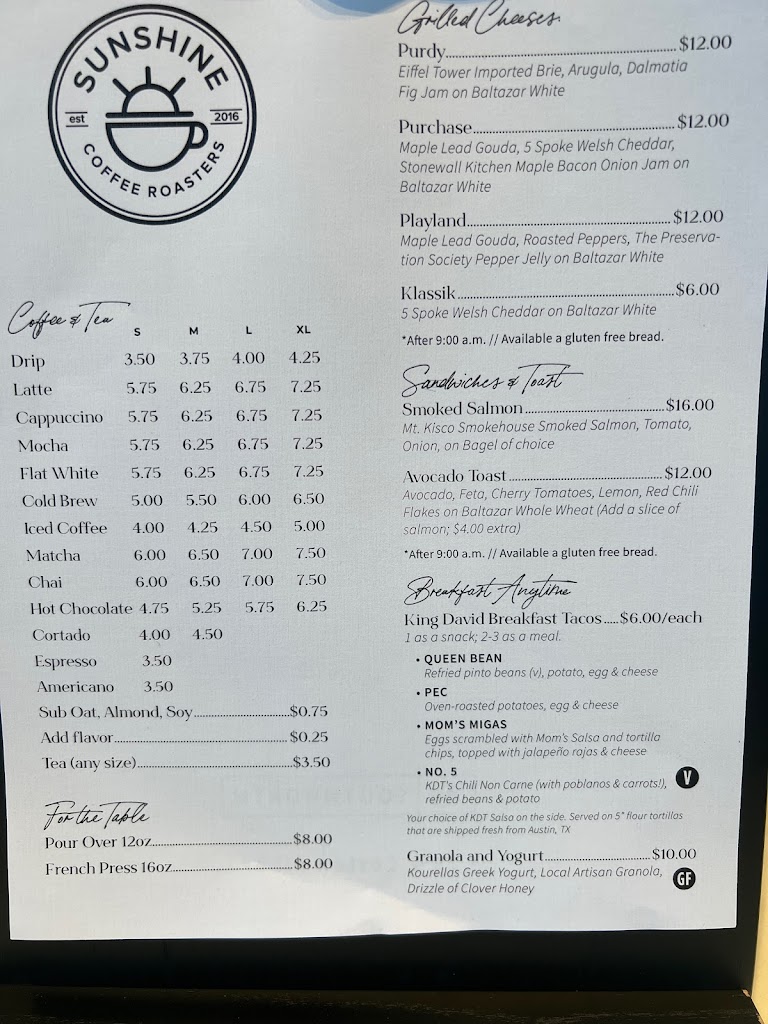 SUNSHINE
est 2016
COFFEE ROASTERS
Coffee & Tea
S M L XL
Drip 3.50 3.75 4.00 4.25
Latte 5.75 6.25 6.75 7.25
Cappuccino 5.75 6.25 6.75 7.25
Mocha 5.75 6.25 6.75 7.25
Flat White 5.75 6.25 6.75 7.25
Cold Brew 5.00 5.50 6.00 6.50
Iced Coffee 4.00 4.25 4.50 5.00
Matcha 6.00 6.50 7.00 7.50
Chai 6.00 6.50 7.00 7.50
Hot Chocolate 4.75 5.25 5.75 6.25
Cortado 4.00 4.50
Espresso 3.50
Americano 3.50
Sub Oat, Almond, Soy $0.75
Add flavor $0.25
Tea (any size) $3.50
For the Table
Pour Over 12oz $8.00
French Press 16oz $8.00
Grilled Cheeses
Purdy $12.00
Eiffel Tower Imported Brie, Arugula, Dalmatia
Fig Jam on Baltazar White
Purchase $12.00
Maple Lead Gouda, 5 Spoke Welsh Cheddar,
Stonewall Kitchen Maple Bacon Onion Jam on
Baltazar White
Playland $12.00
Maple Lead Gouda, Roasted Peppers, The Preserva-
tion Society Pepper Jelly on Baltazar White
Klassik $6.00
5 Spoke Welsh Cheddar on Baltazar White
*After 9:00 a.m. // Available a gluten free bread.
Sandwiches & Toast
Smoked Salmon $16.00
Mt. Kisco Smokehouse Smoked Salmon, Tomato,
Onion, on Bagel of choice
Avocado Toast $12.00
Avocado, Feta, Cherry Tomatoes, Lemon, Red Chili
Flakes on Baltazar Whole Wheat (Add a slice of
salmon; $4.00 extra)
*After 9:00 a.m. // Available a gluten free bread.
Breakfast Anytime
King David Breakfast Tacos.....$6.00/each
1 as a snack; 2-3 as a meal.
• QUEEN BEAN
Refried pinto beans (v), potato, egg & cheese
• PEC
Oven-roasted potatoes, egg & cheese
• MOM'S MIGAS
Eggs scrambled with Mom's Salsa and tortilla
chips, topped with jalapeño rajas & cheese
• NO. 5
KDT's Chili Non Carne (with poblanos & carrots!), V
refried beans & potato
Your choice of KDT Salsa on the side. Served on 5" flour tortillas
that are shipped fresh from Austin, TX
Granola and Yogurt $10.00
Kourellas Greek Yogurt, Local Artisan Granola, GF
Drizzle of Clover Honey